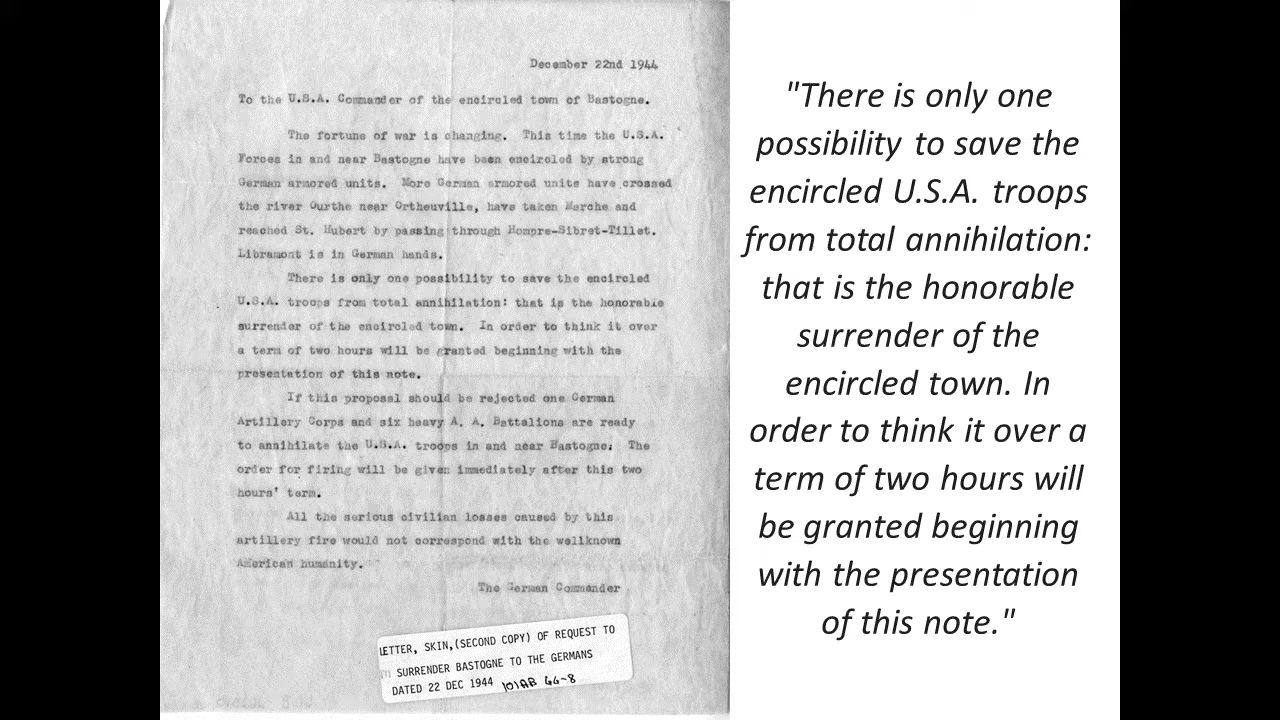 December 22nd 1944
To the U.S.A. Commander of the encircled town of Bastogne.
The fortune of war is changing. This time the U.S.A.
Forces in and near Bastogne have been encircled by strong
German armored units. More German armored units have crossed
the river Ourthe near Ortheuville, have taken Marche and
reached St. Hubert by passing through Hompre-Sibret-Tillet.
Libramont is in German hands.
There is only one possibility to save the encircled
U.S.A. troops from total annihilation: that is the honorable
surrender of the encircled town. In order to think it over
a term of two hours will be granted beginning with the
presentation of this note.
If this proposal should be rejected one German
Artillery Corps and six heavy A. A. Battalions are ready
to annihilate the U.S.A. troops in and near Bastogne. The
order for firing will be given immediately after this two
hours' term.
All the serious civilian losses caused by this
artillery fire would not correspond with the wellknown
American humanity.
The German Commander
LETTER, SKIN,(SECOND COPY) OF REQUEST TO
SURRENDER BASTOGNE TO THE GERMANS
DATED 22 DEC 1944 101AB 44-8
"There is only one
possibility to save the
encircled U.S.A. troops
from total annihilation:
that is the honorable
surrender of the
encircled town. In
order to think it over a
term of two hours will
be granted beginning
with the presentation
of this note."